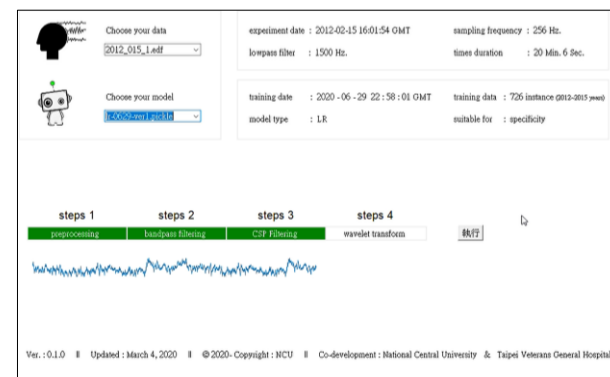 Choose your data
2012_015_1.edf
experiment date : 2012-02-15 16:01:54 GMT
sampling frequency : 256 Hz.
lowpass filter : 1500 Hz.
times duration : 20 Min. 6 Sec.
Choose your model
training date : 2020 - 06 - 29 22 : 58 : 01 GMT
training data : 726 instance (2012~2015 years)
model type : LR
suitable for : specificity
steps 1
steps 2
steps 3
steps 4
preprocessing
bandpass filtering
CSP Filtering
wavelet transform
執行
Ver. : 0.1.0 || Updated : March 4, 2020 || © 2020- Copyright : NCU || Co-development : National Central University & Taipei Veterans General Hospital